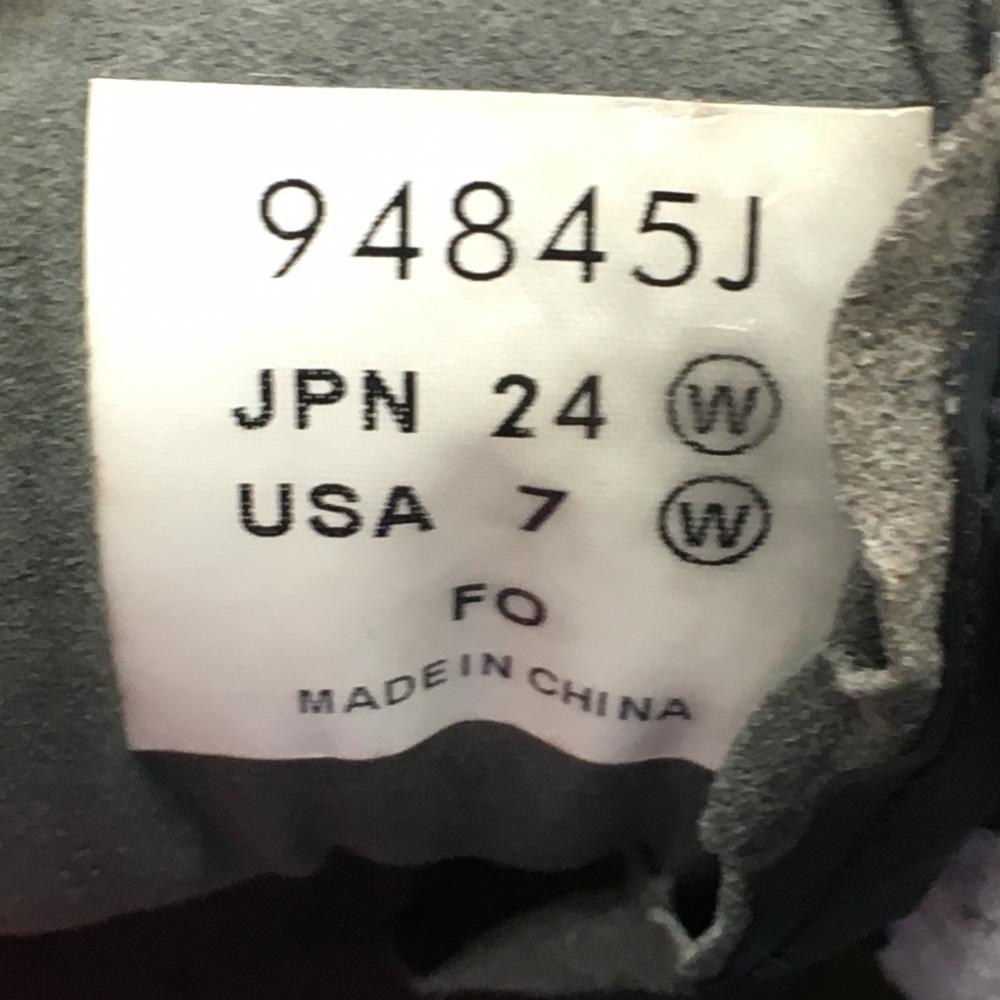 94845J
JPN 24 Ⓦ
USA 7 Ⓦ
FO
MADE IN CHINA